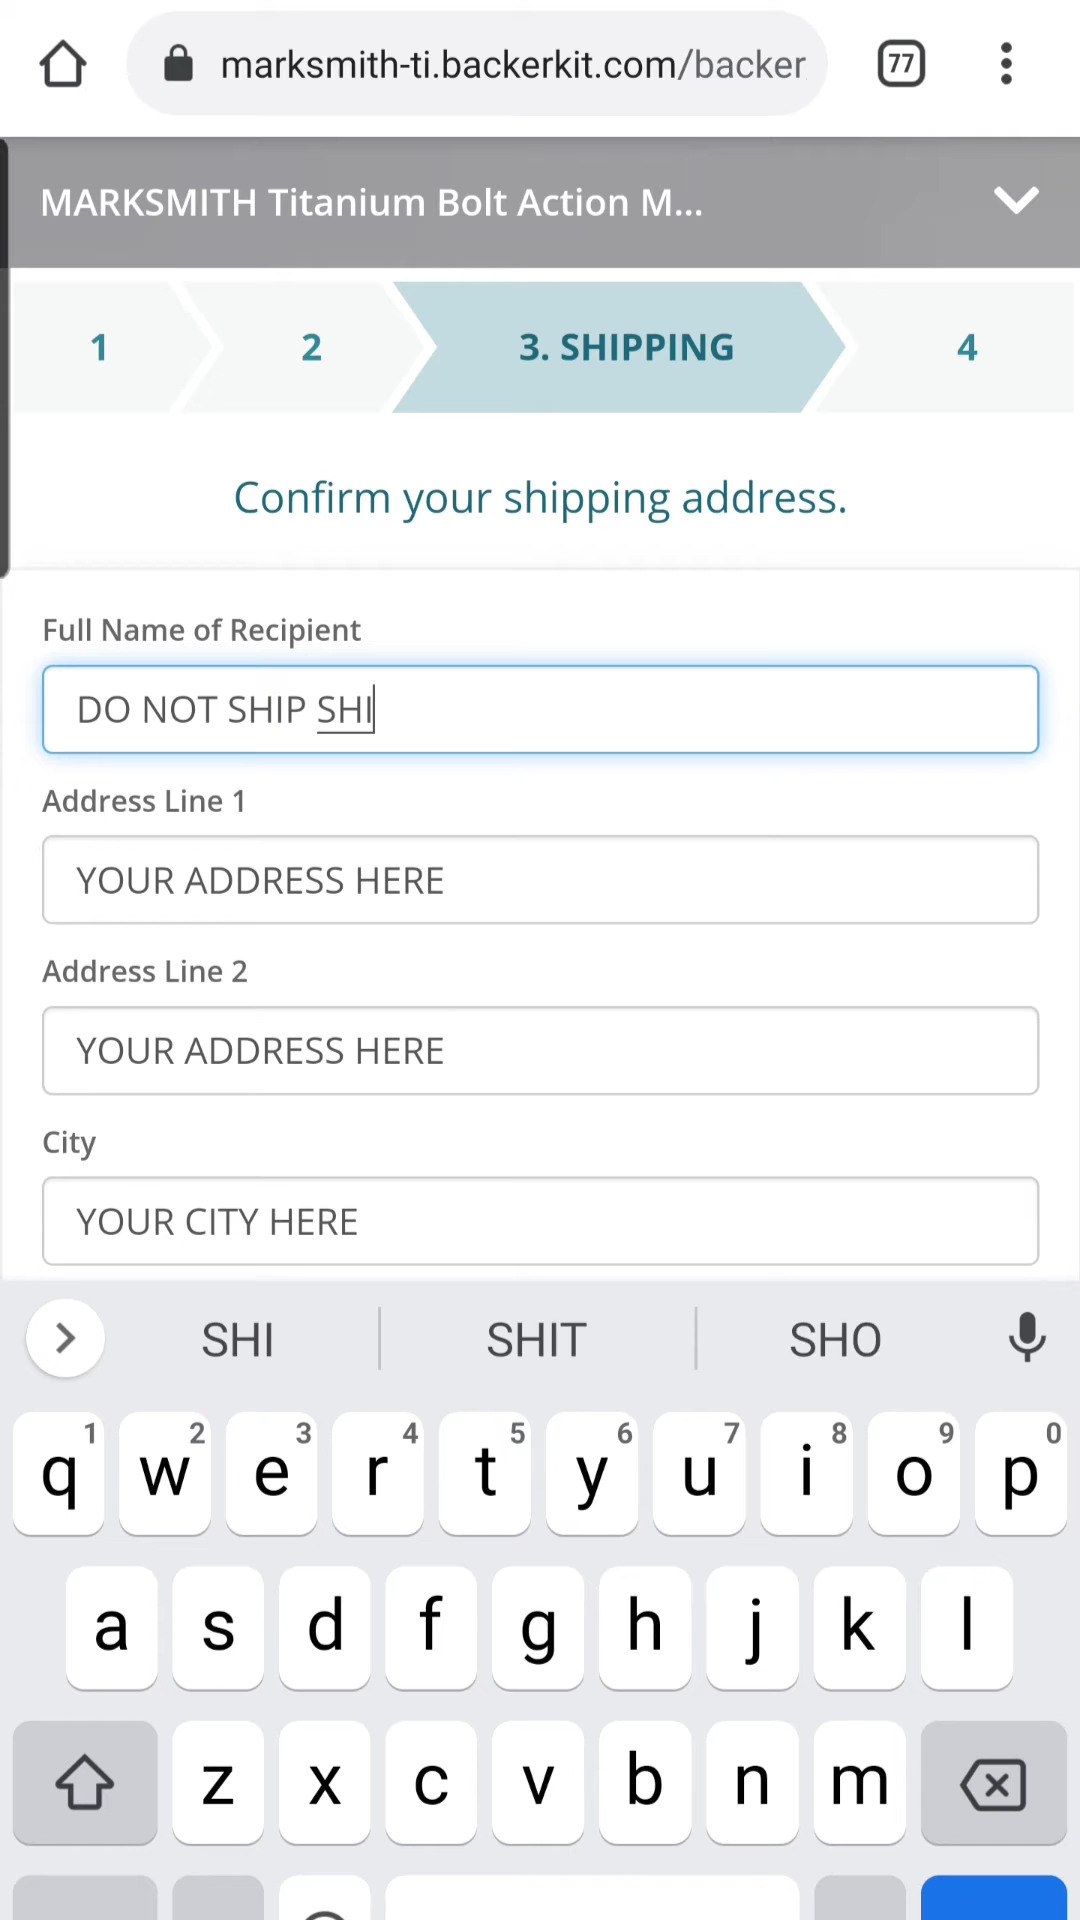 marksmith-ti.backerkit.com/backer
77
MARKSMITH Titanium Bolt Action M...
1
2
3. SHIPPING
4
Confirm your shipping address.
Full Name of Recipient
DO NOT SHIP SHI
Address Line 1
YOUR ADDRESS HERE
Address Line 2
YOUR ADDRESS HERE
City
YOUR CITY HERE
SHI SHIT SHO
1 2 3 4 5 6 7 8 9 0
q w e r t y u i o p
a s d f g h j k l
z x c v b n m